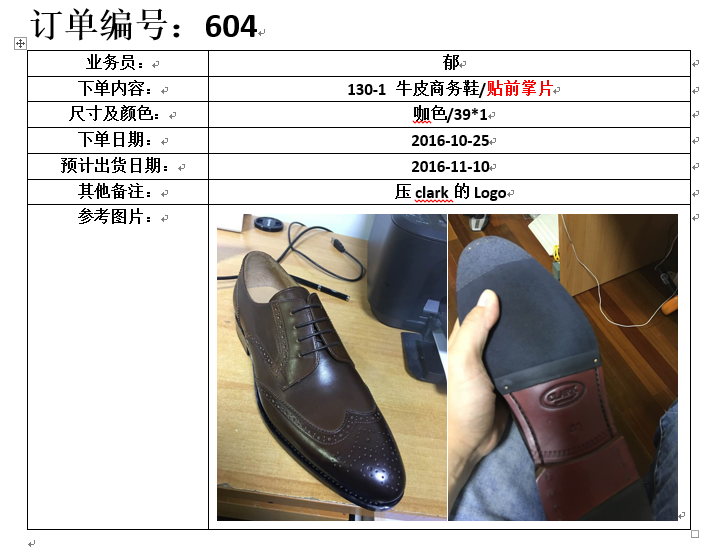 订单编号：604
业务员： 郁
下单内容： 130-1 牛皮商务鞋/贴前掌片
尺寸及颜色： 咖色/39*1
下单日期： 2016-10-25
预计出货日期： 2016-11-10
其他备注： 压 clark 的 Logo
参考图片：